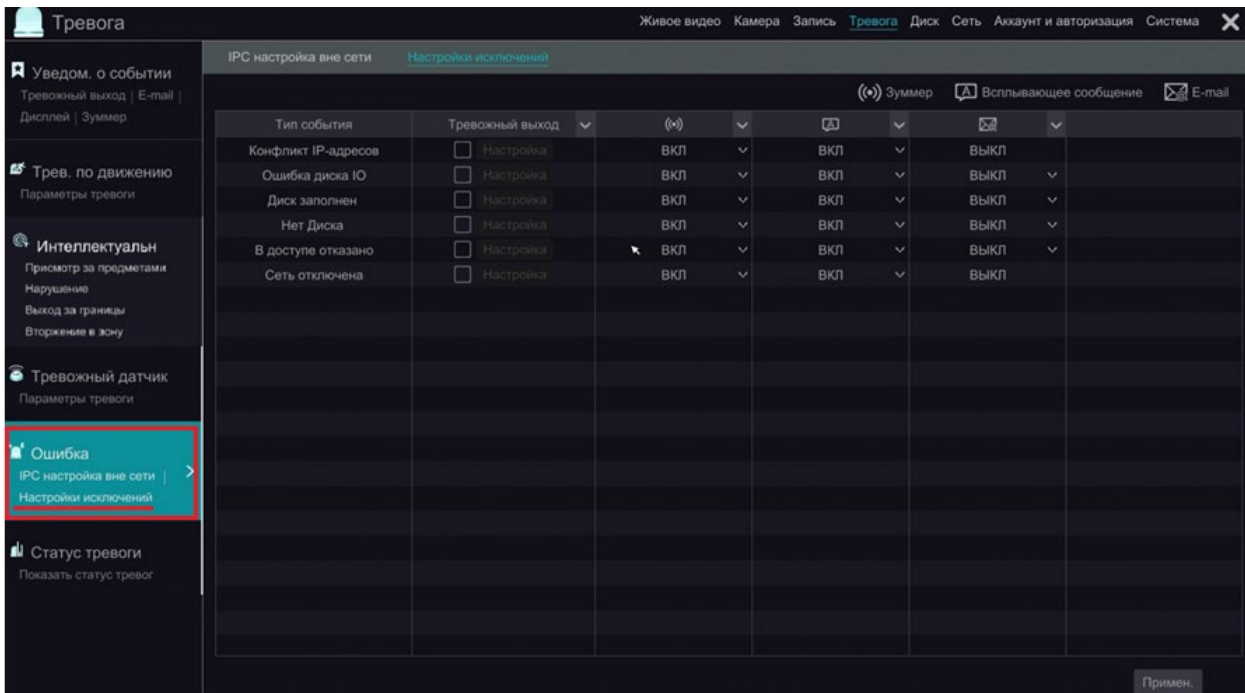 Тревога
Живое видео Камера Запись Тревога Диск Сеть Аккаунт и авторизация Система
Уведом. о событии
Тревожный выход | E-mail |
Дисплей | Зуммер
Трев. по движению
Параметры тревоги
Интеллектуальн
Присмотр за предметами
Нарушение
Выход за границы
Вторжение в зону
Тревожный датчик
Параметры тревоги
Ошибка
IPC настройка вне сети |
Настройки исключений
Статус тревоги
Показать статус тревог
IPC настройка вне сети Настройки исключений
Зуммер Всплывающее сообщение E-mail
Тип события Тревожный выход
Конфликт IP-адресов Настройка ВКЛ ВКЛ ВЫКЛ
Ошибка диска IO Настройка ВКЛ ВКЛ ВЫКЛ
Диск заполнен Настройка ВКЛ ВКЛ ВЫКЛ
Нет Диска Настройка ВКЛ ВКЛ ВЫКЛ
В доступе отказано Настройка ВКЛ ВКЛ ВЫКЛ
Сеть отключена Настройка ВКЛ ВКЛ ВЫКЛ
Примен.